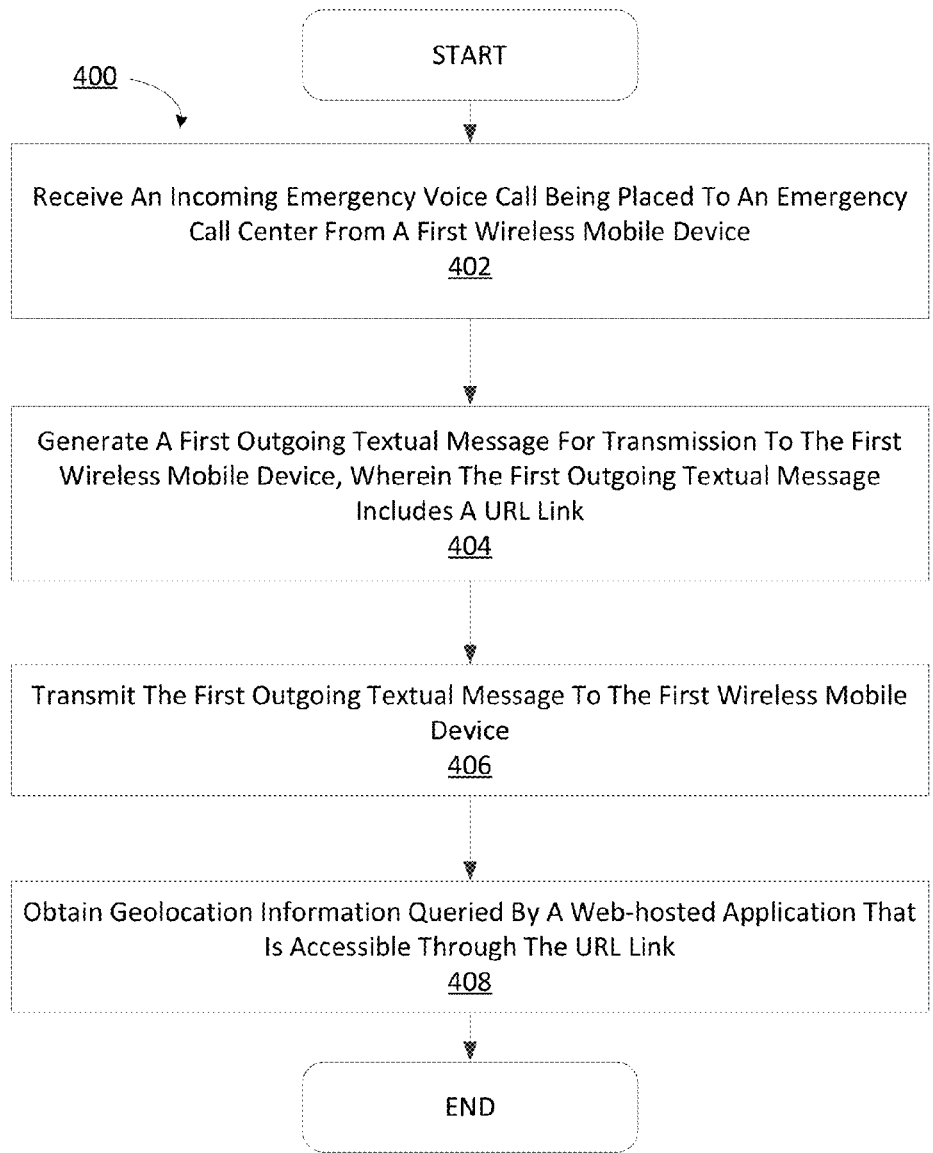 START
400
Receive An Incoming Emergency Voice Call Being Placed To An Emergency
Call Center From A First Wireless Mobile Device
402
Generate A First Outgoing Textual Message For Transmission To The First
Wireless Mobile Device, Wherein The First Outgoing Textual Message
Includes A URL Link
404
Transmit The First Outgoing Textual Message To The First Wireless Mobile
Device
406
Obtain Geolocation Information Queried By A Web-hosted Application That
Is Accessible Through The URL Link
408
END